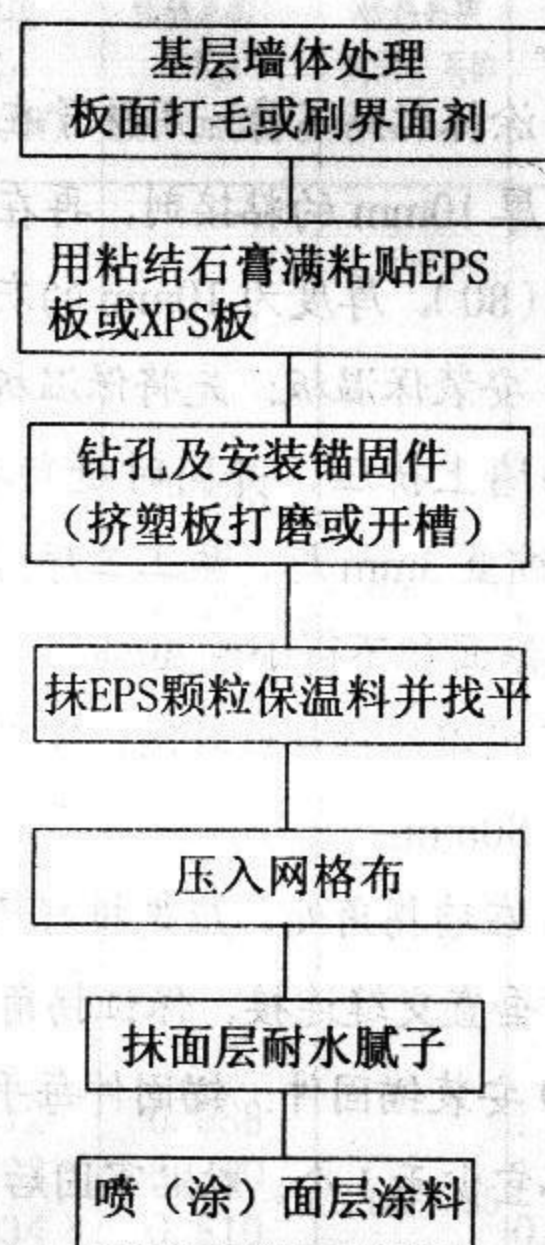 基层墙体处理
板面打毛或刷界面剂
用粘结石膏满粘贴EPS
板或XPS板
钻孔及安装锚固件
（挤塑板打磨或开槽）
抹EPS颗粒保温料并找平
压入网格布
抹面层耐水腻子
喷（涂）面层涂料